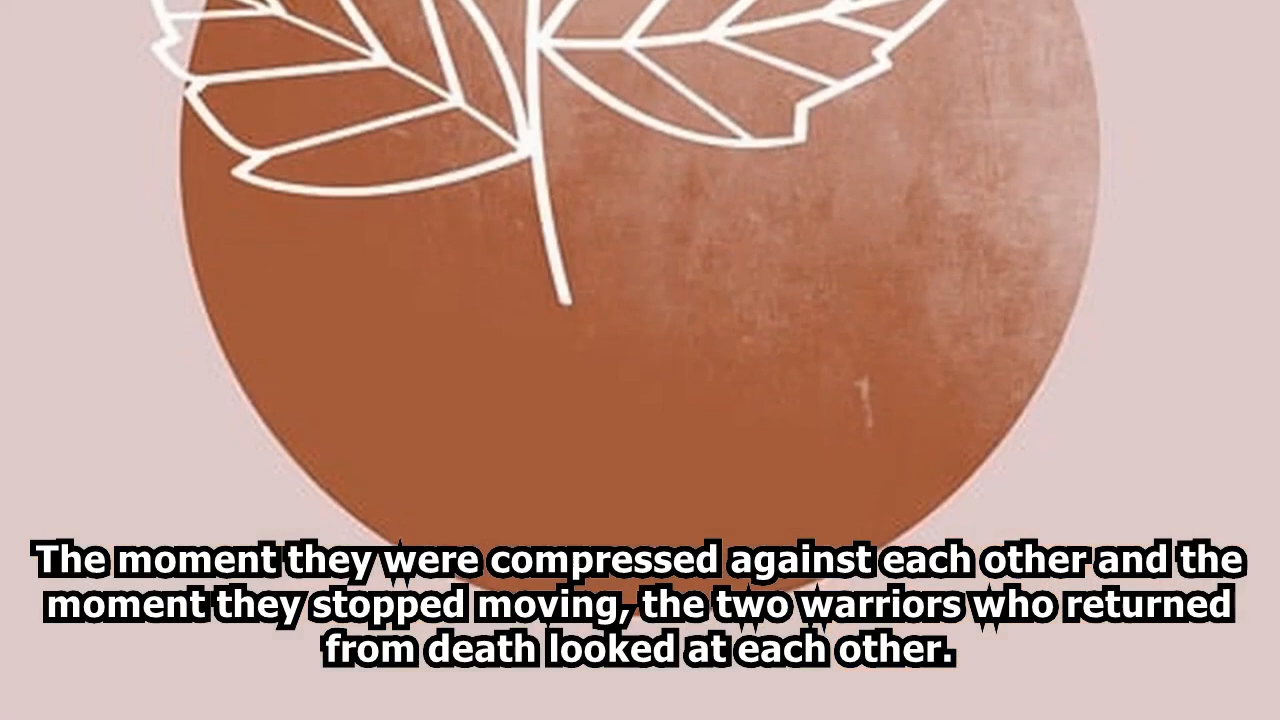 The moment they were compressed against each other and the
moment they stopped moving, the two warriors who returned
from death looked at each other.